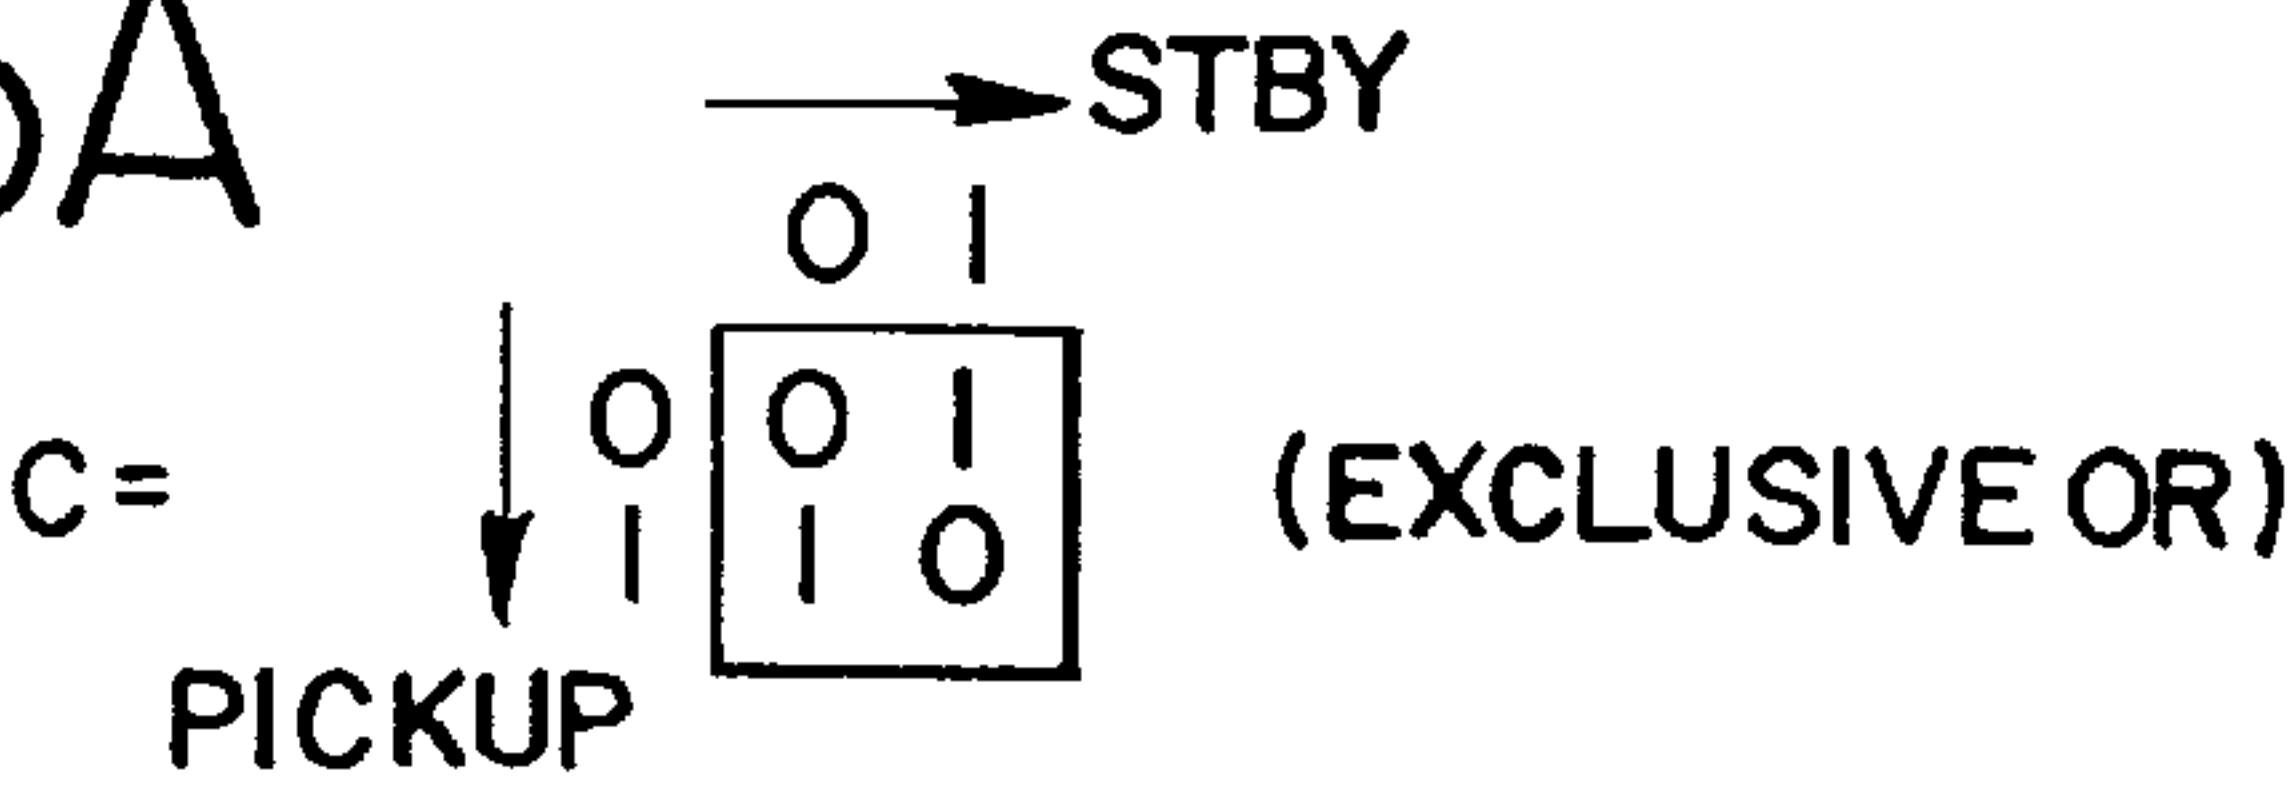 A
STBY
0 1
0 0 1
C= (EXCLUSIVE OR)
1 1 0
PICKUP